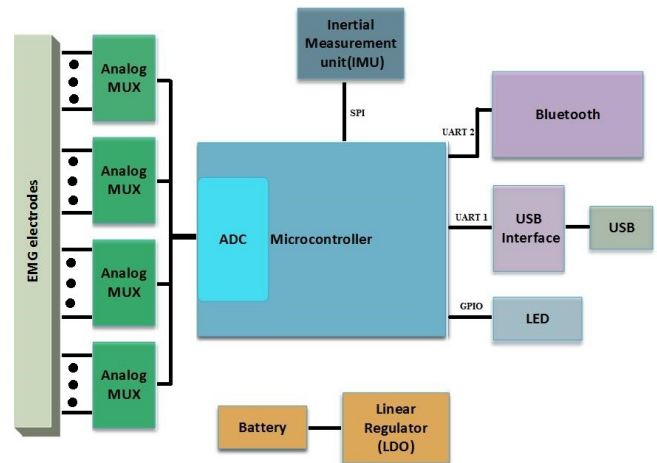 EMG electrodes
Analog
MUX
Analog
MUX
Analog
MUX
Analog
MUX
ADC
Microcontroller
Inertial
Measurement
unit(IMU)
SPI
UART 2
Bluetooth
UART 1
USB
Interface
USB
GPIO
LED
Battery
Linear
Regulator
(LDO)